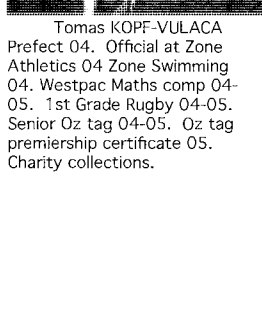 Tomas KOPF-VULACA
Prefect 04. Official at Zone
Athletics 04 Zone Swimming
04. Westpac Maths comp 04-
05. 1st Grade Rugby 04-05.
Senior Oz tag 04-05. Oz tag
premiership certificate 05.
Charity collections.